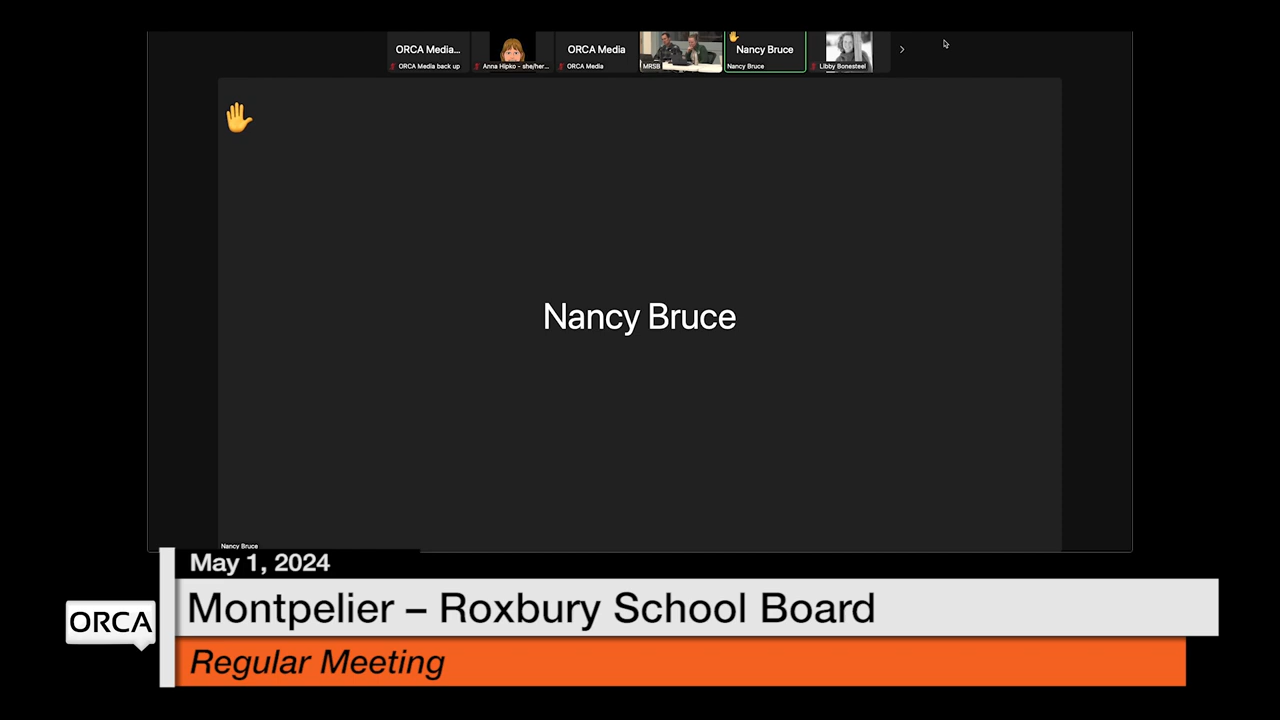 ORCA Media...
ORCA Media back up
Anna Hipko - she/her...
ORCA Media
ORCA Media
MRSB
Nancy Bruce
Nancy Bruce
Libby Bonesteel
Nancy Bruce
Nancy Bruce
May 1, 2024
Montpelier – Roxbury School Board
ORCA
Regular Meeting